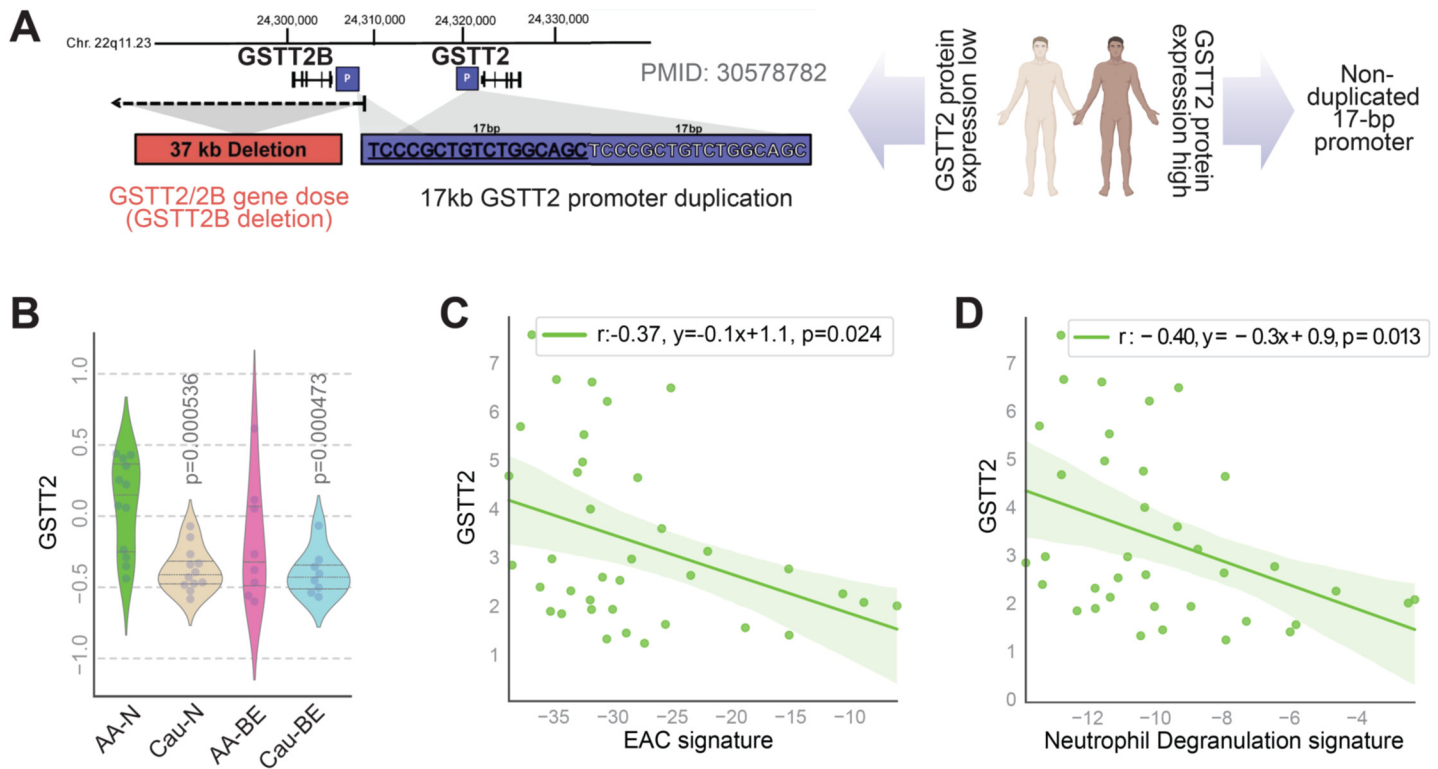 A
24,300,000
24,310,000
24,320,000
24,330,000
Chr. 22q11.23
GSTT2B
GSTT2
P
P
PMID: 30578782
17bp
17bp
37 kb Deletion
TCCCGCTGTCTGGCAGCTCCCGCTGTCTGGCAGC
GSTT2/2B gene dose
(GSTT2B deletion)
17kb GSTT2 promoter duplication
GSTT2 protein
expression low
GSTT2 protein
expression high
Non-
duplicated
17-bp
promoter
B
GSTT2
1.0
0.5
0.0
−0.5
−1.0
p=0.000536
p=0.000473
AA-N
Cau-N
AA-BE
Cau-BE
C
r:-0.37, y=-0.1x+1.1, p=0.024
GSTT2
7
6
5
4
3
2
1
−35
−30
−25
−20
−15
−10
EAC signature
D
r: −0.40, y= −0.3x+0.9, p=0.013
GSTT2
7
6
5
4
3
2
1
0
−12
−10
−8
−6
−4
Neutrophil Degranulation signature